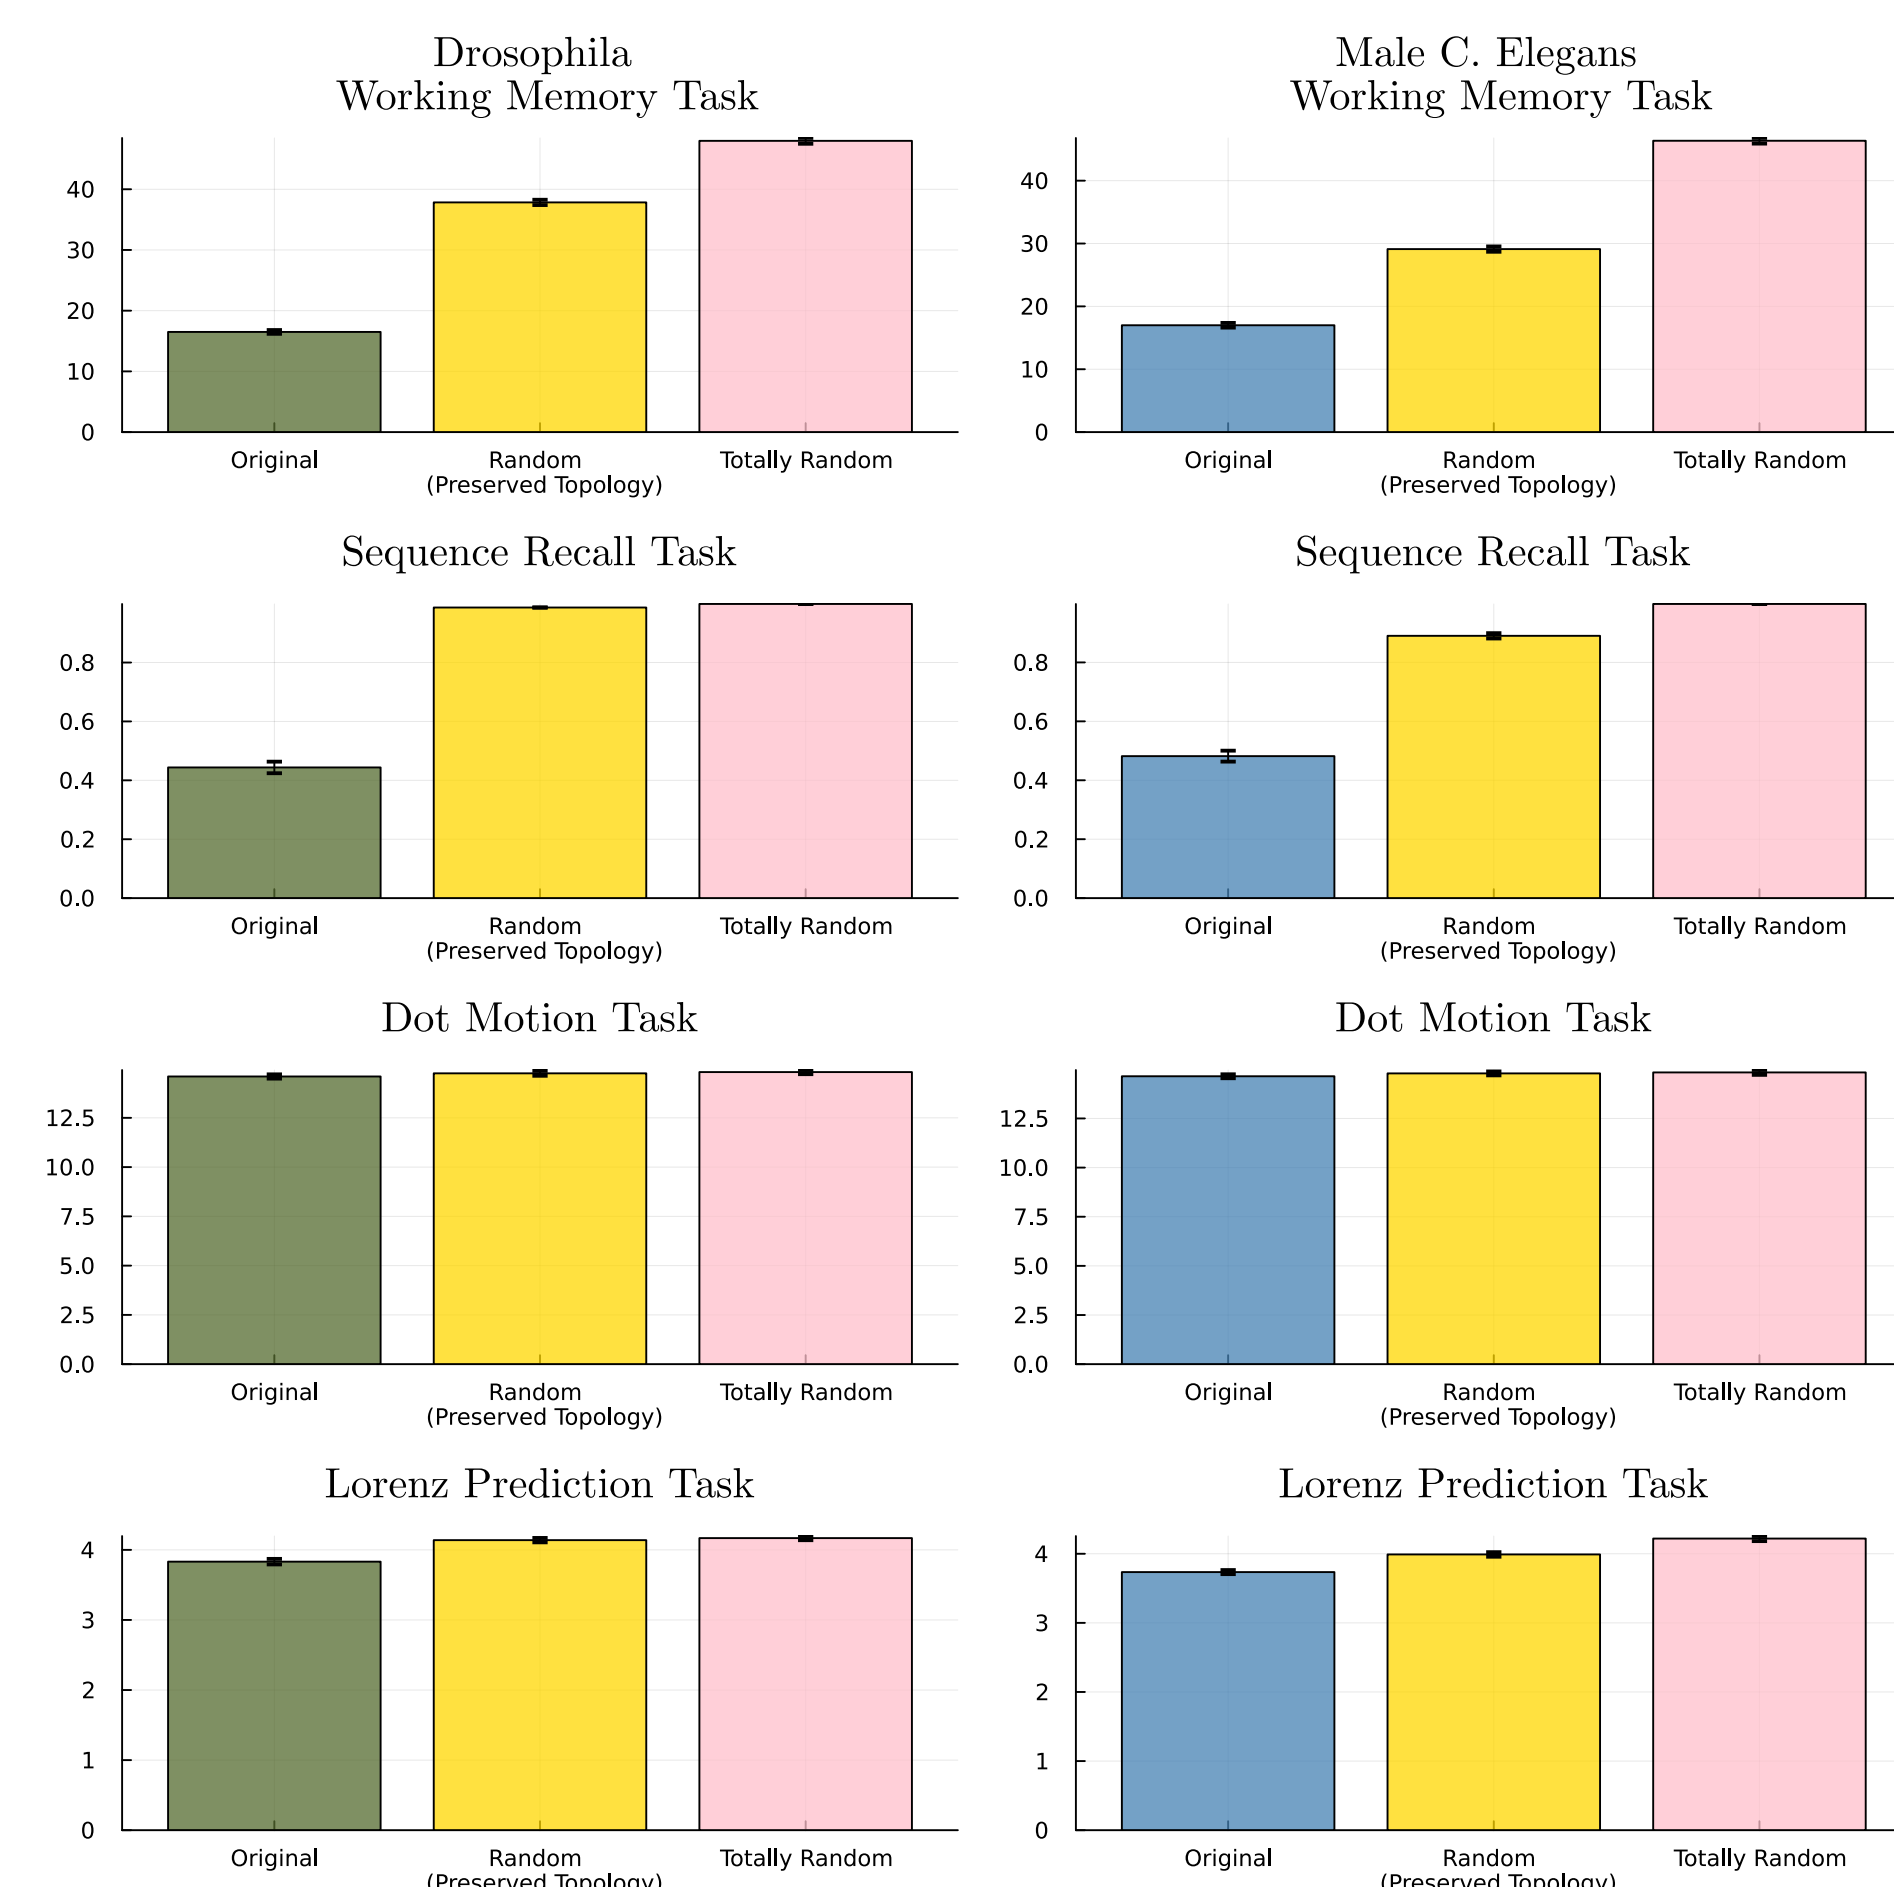 Drosophila
Working Memory Task
40
30
20
10
0
Original
Random
(Preserved Topology)
Totally Random
Male C. Elegans
Working Memory Task
40
30
20
10
0
Original
Random
(Preserved Topology)
Totally Random
Sequence Recall Task
0.8
0.6
0.4
0.2
0.0
Original
Random
(Preserved Topology)
Totally Random
Sequence Recall Task
0.8
0.6
0.4
0.2
0.0
Original
Random
(Preserved Topology)
Totally Random
Dot Motion Task
12.5
10.0
7.5
5.0
2.5
0.0
Original
Random
(Preserved Topology)
Totally Random
Dot Motion Task
12.5
10.0
7.5
5.0
2.5
0.0
Original
Random
(Preserved Topology)
Totally Random
Lorenz Prediction Task
4
3
2
1
0
Original
Random
(Preserved Topology)
Totally Random
Lorenz Prediction Task
4
3
2
1
0
Original
Random
(Preserved Topology)
Totally Random